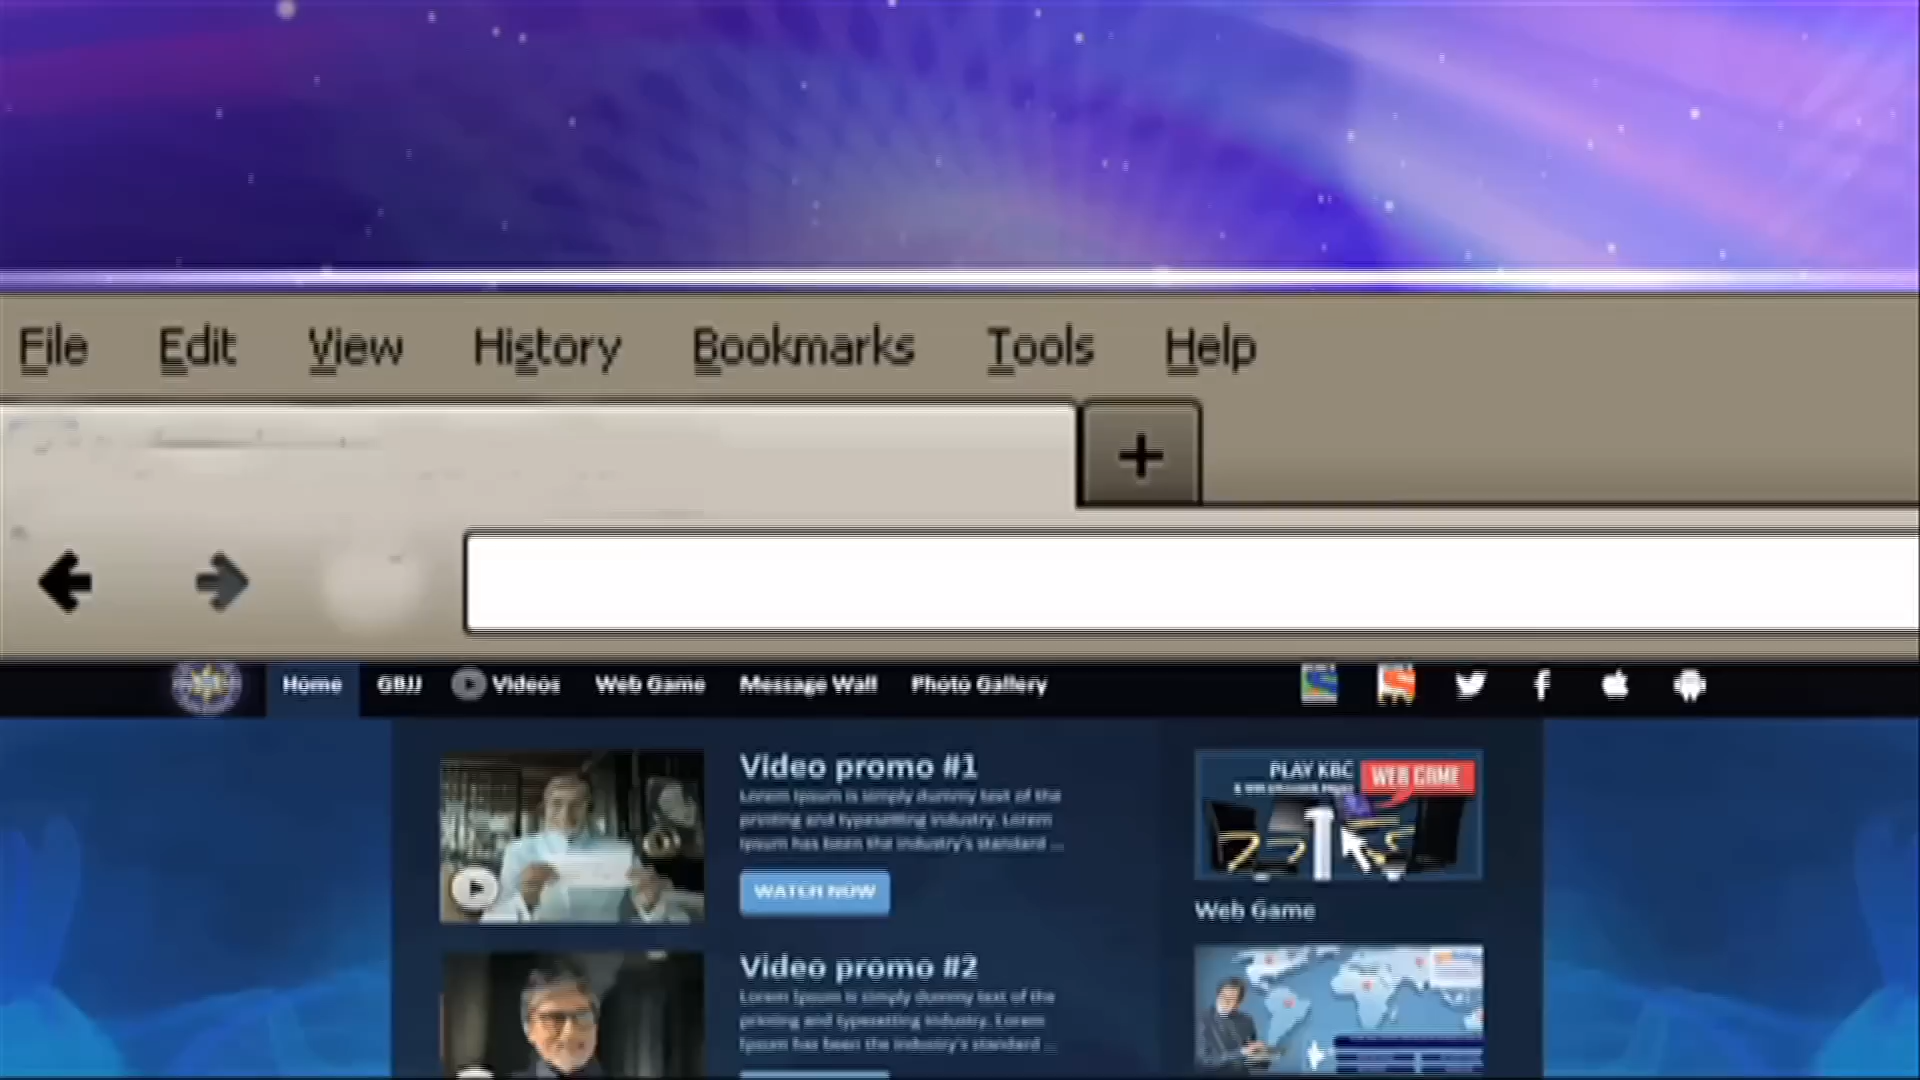 File Edit View History Bookmarks Tools Help
+
Home GBJJ Videos Web Game Message Wall Photo Gallery
Video promo #1
Lorem Ipsum is simply dummy text of the
printing and typesetting industry. Lorem
Ipsum has been the industry's standard ...
WATCH NOW
PLAY KBC
WEB GAME
Web Game
Video promo #2
Lorem Ipsum is simply dummy text of the
printing and typesetting industry. Lorem
Ipsum has been the industry's standard ...